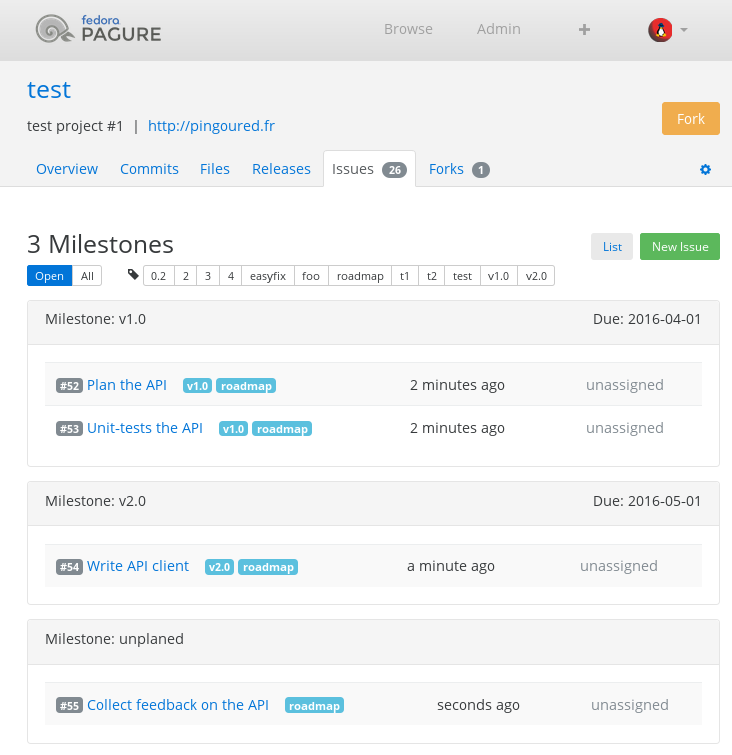 fedora
PAGURE
Browse Admin
test
test project #1 | http://pingoured.fr
Fork
Overview Commits Files Releases Issues 26 Forks 1
3 Milestones
List New Issue
Open All 0.2 2 3 4 easyfix foo roadmap t1 t2 test v1.0 v2.0
Milestone: v1.0 Due: 2016-04-01
#52 Plan the API v1.0 roadmap 2 minutes ago unassigned
#53 Unit-tests the API v1.0 roadmap 2 minutes ago unassigned
Milestone: v2.0 Due: 2016-05-01
#54 Write API client v2.0 roadmap a minute ago unassigned
Milestone: unplaned
#55 Collect feedback on the API roadmap seconds ago unassigned